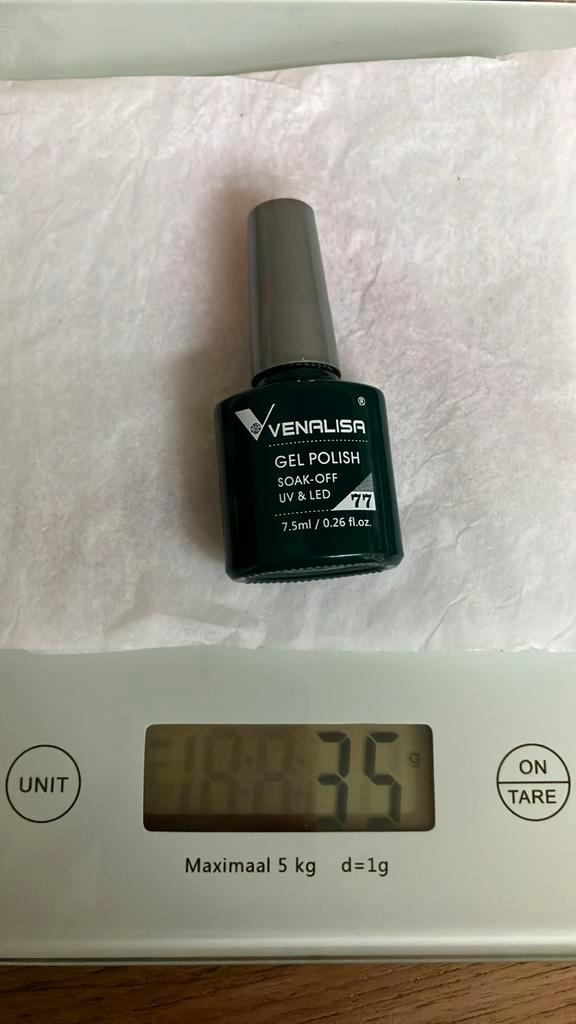 VENALISA ®
GEL POLISH
SOAK-OFF
UV & LED
77
7.5ml / 0.26 fl.oz.
UNIT
35 g
ON
TARE
Maximaal 5 kg d=1g